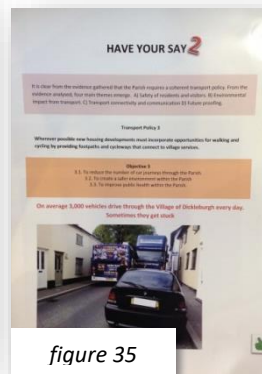 HAVE YOUR SAY 2
It is clear from the evidence gathered that the Parish requires a coherent transport policy. From the
evidence analysed, four main themes emerge. A) Safety of residents and visitors. B) Environmental
impact from transport. C) Transport connectivity and communication D) Future proofing.
Transport Policy 3
Wherever possible new housing developments must incorporate opportunities for walking and
cycling by providing footpaths and cycleways that connect to village services.
Objective 3
3.1. To reduce the number of car journeys through the Parish
3.2. To create a safer environment within the Parish
3.3. To improve public health within the Parish.
On average 3,000 vehicles drive through the Village of Dickleburgh every day.
Sometimes they get stuck
figure 35